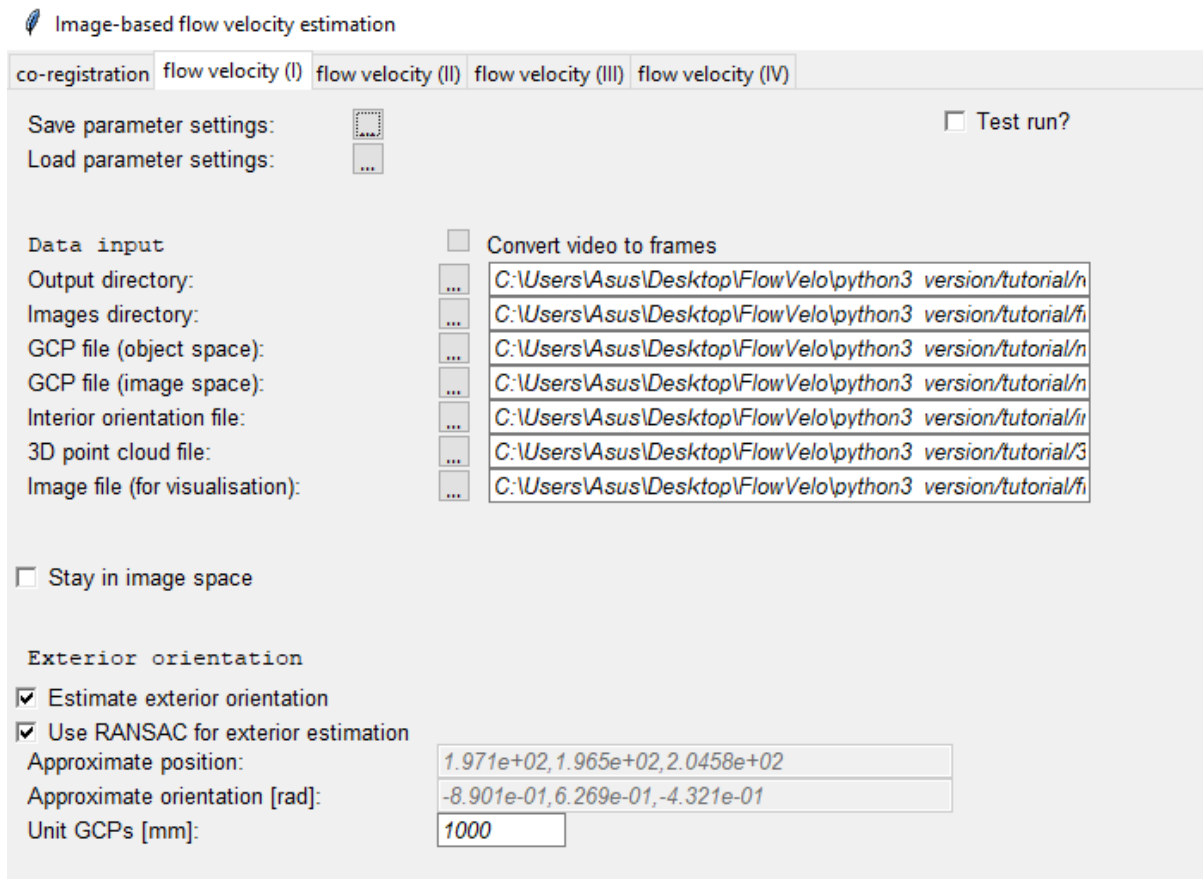 Image-based flow velocity estimation
co-registration flow velocity (I) flow velocity (II) flow velocity (III) flow velocity (IV)
Save parameter settings: ... Test run?
Load parameter settings: ...
Data input Convert video to frames
Output directory: ... C:\Users\Asus\Desktop\FlowVelo\python3 version/tutorial/
Images directory: ... C:\Users\Asus\Desktop\FlowVelo\python3 version/tutorial/
GCP file (object space): ... C:\Users\Asus\Desktop\FlowVelo\python3 version/tutorial/
GCP file (image space): ... C:\Users\Asus\Desktop\FlowVelo\python3 version/tutorial/
Interior orientation file: ... C:\Users\Asus\Desktop\FlowVelo\python3 version/tutorial/
3D point cloud file: ... C:\Users\Asus\Desktop\FlowVelo\python3 version/tutorial/3
Image file (for visualisation): ... C:\Users\Asus\Desktop\FlowVelo\python3 version/tutorial/
Stay in image space
Exterior orientation
Estimate exterior orientation
Use RANSAC for exterior estimation
Approximate position: 1.971e+02,1.965e+02,2.0458e+02
Approximate orientation [rad]: -8.901e-01,6.269e-01,-4.321e-01
Unit GCPs [mm]: 1000